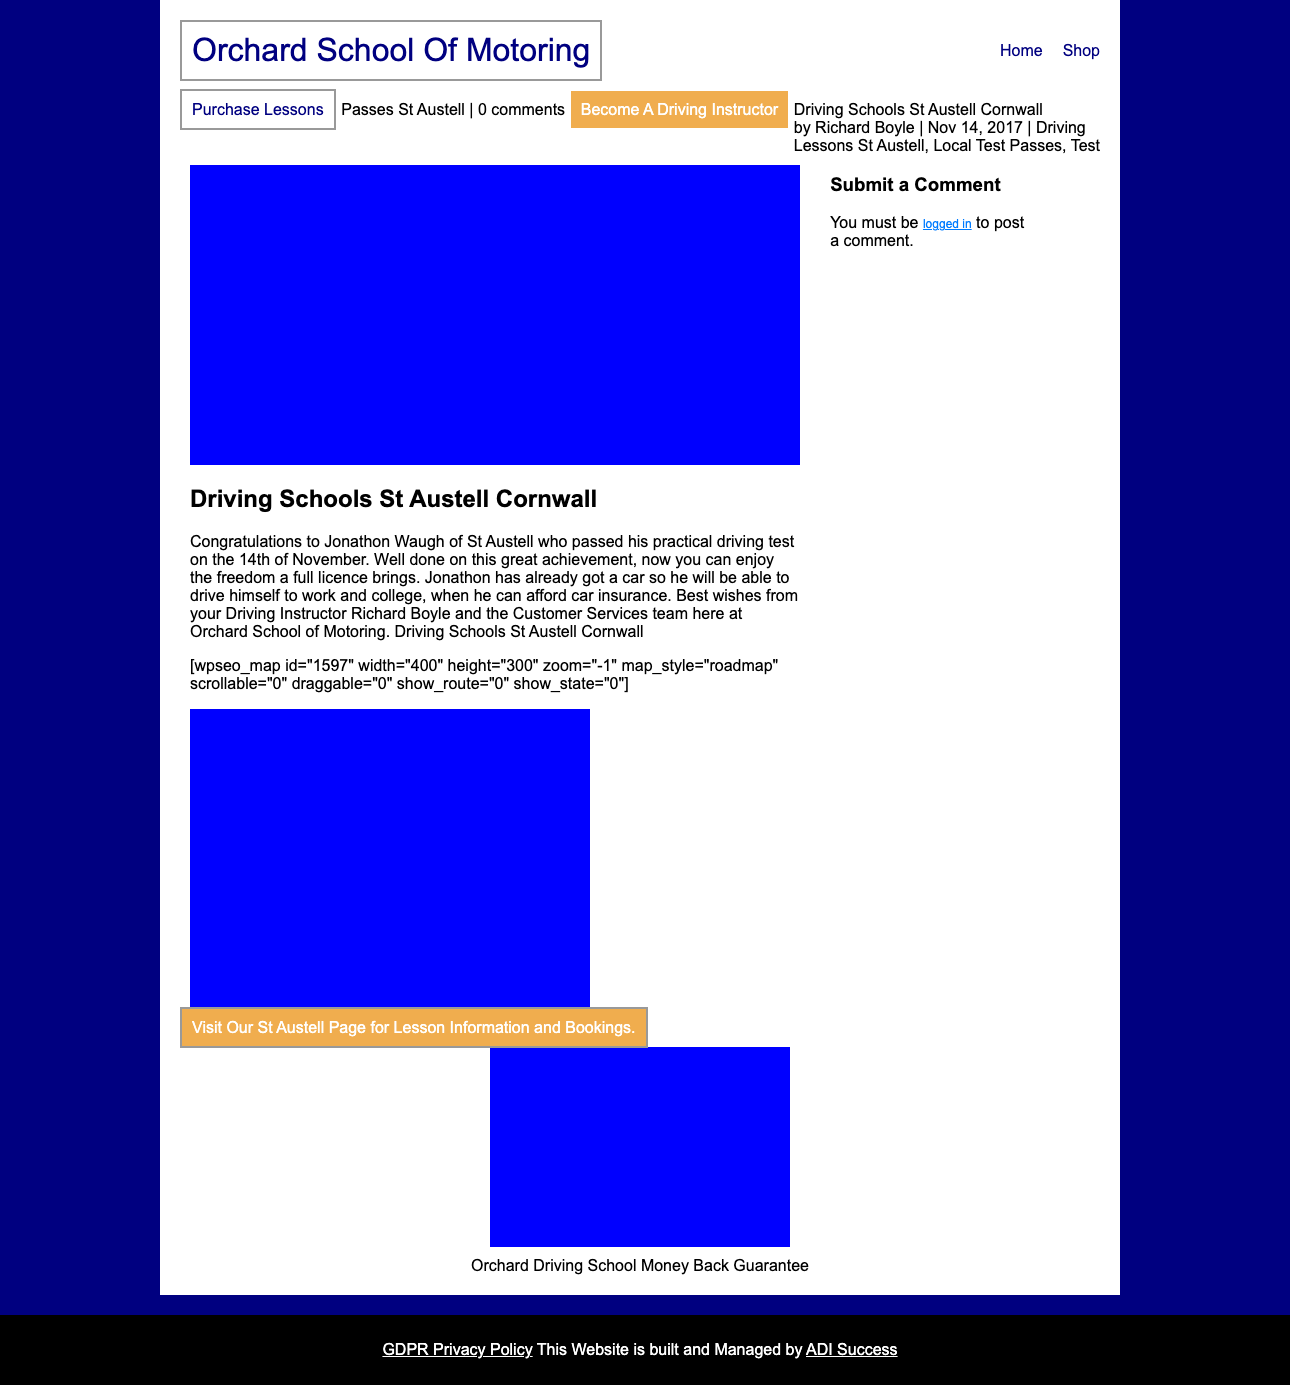 Orchard School Of Motoring
Home Shop
Purchase Lessons
Passes St Austell | 0 comments
Become A Driving Instructor
Driving Schools St Austell Cornwall
by Richard Boyle | Nov 14, 2017 | Driving
Lessons St Austell, Local Test Passes, Test
Submit a Comment
You must be logged in to post
a comment.
Driving Schools St Austell Cornwall
Congratulations to Jonathon Waugh of St Austell who passed his practical driving test
on the 14th of November. Well done on this great achievement, now you can enjoy
the freedom a full licence brings. Jonathon has already got a car so he will be able to
drive himself to work and college, when he can afford car insurance. Best wishes from
your Driving Instructor Richard Boyle and the Customer Services team here at
Orchard School of Motoring. Driving Schools St Austell Cornwall
[wpseo_map id="1597" width="400" height="300" zoom="-1" map_style="roadmap"
scrollable="0" draggable="0" show_route="0" show_state="0"]
Visit Our St Austell Page for Lesson Information and Bookings.
Orchard Driving School Money Back Guarantee
GDPR Privacy Policy This Website is built and Managed by ADI Success